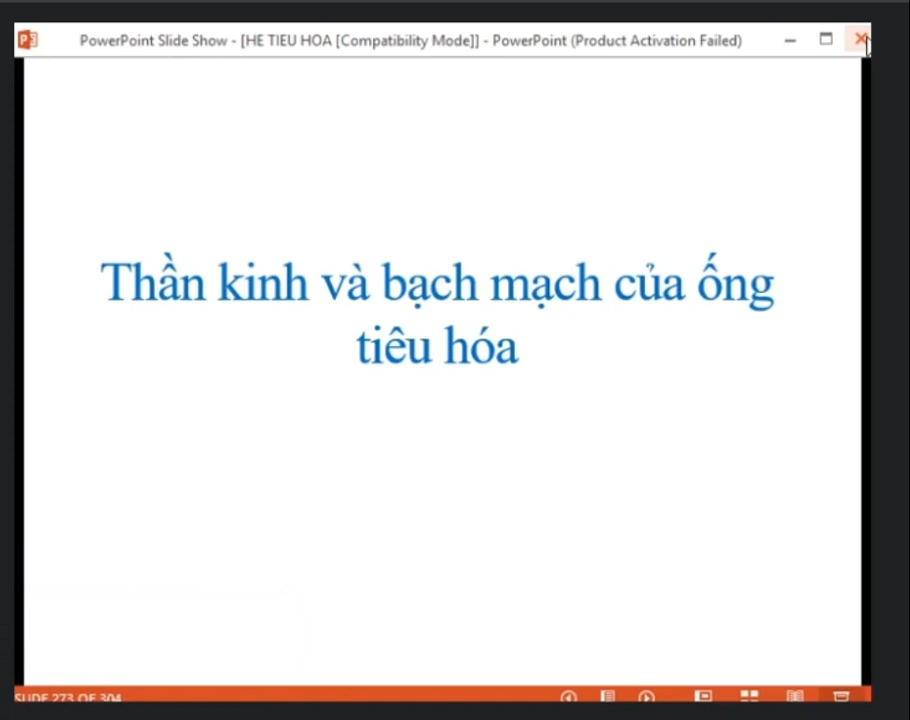 PowerPoint Slide Show - [HE TIEU HOA [Compatibility Mode]] - PowerPoint (Product Activation Failed)
Thần kinh và bạch mạch của ống
tiêu hóa
SLIDE 273 OF 304